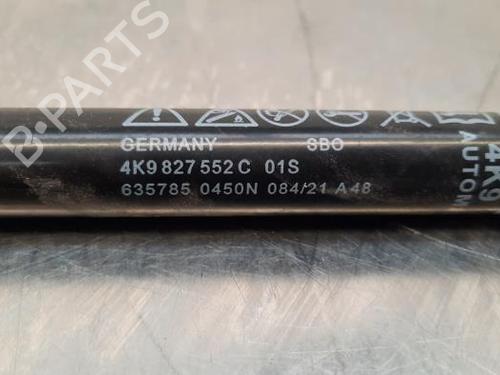 B-PARTS
GERMANY SBO
4K9 827 552 C 01S
635785 0450N 084/21 A48
4K9
AUTOM